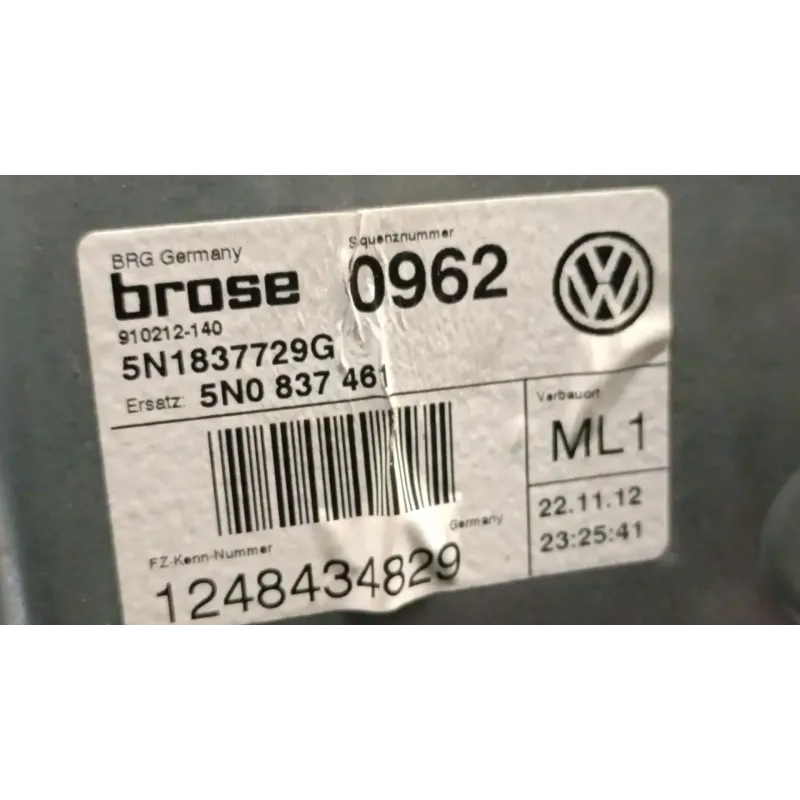 BRG Germany
brose
910212-140
5N1837729G
Ersatz: 5N0 837 461
Squenznummer
0962
Verbauort
ML1
22.11.12
23:25:41
Germany
FZ-Kenn-Nummer
1248434829